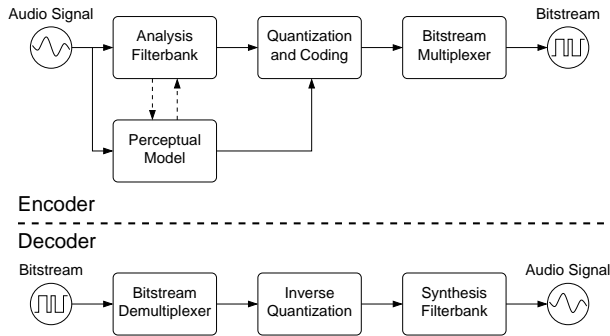 Audio Signal
Bitstream
Analysis
Filterbank
Quantization
and Coding
Bitstream
Multiplexer
Perceptual
Model
Encoder
Decoder
Bitstream
Audio Signal
Bitstream
Demultiplexer
Inverse
Quantization
Synthesis
Filterbank